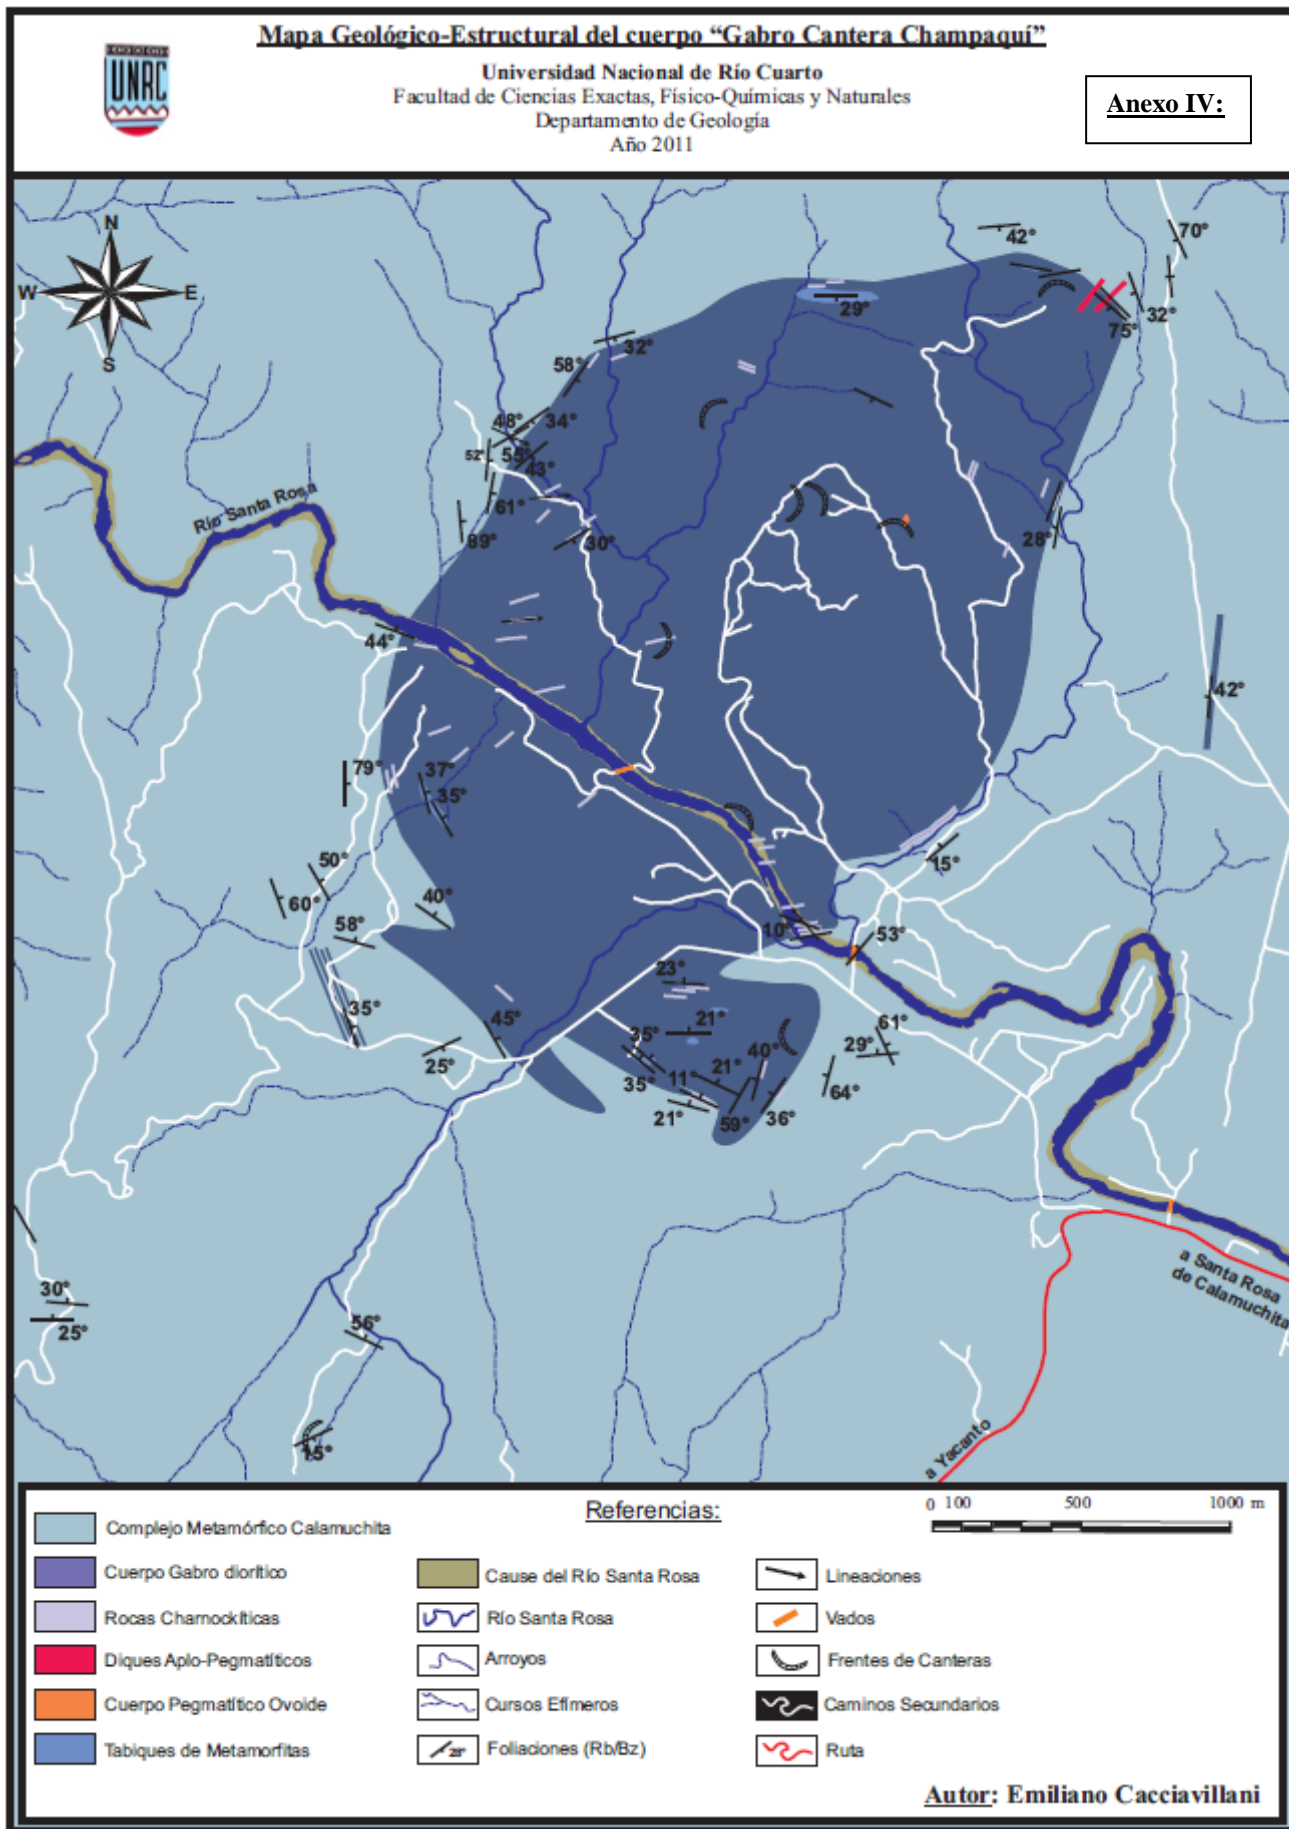 Mapa Geológico-Estructural del cuerpo “Gabro Cantera Champaquí”
UNRC
Universidad Nacional de Río Cuarto
Facultad de Ciencias Exactas, Físico-Químicas y Naturales
Departamento de Geología
Año 2011
Anexo IV:
N
W
E
S
42°
70°
29°
32°
75°
32°
58°
48°
34°
52°
55°
43°
61°
89°
30°
28°
Río Santa Rosa
44°
42°
79°
37°
35°
15°
50°
60°
40°
58°
10°
53°
23°
35°
45°
25°
21°
35°
40°
61°
29°
35°
11°
21°
64°
21°
59°
36°
30°
25°
56°
15°
a Santa Rosa
de Calamuchita
a Yacanto
Referencias:
0 100 500 1000 m
Complejo Metamórfico Calamuchita
Cuerpo Gabro diorítico
Cause del Río Santa Rosa
Lineaciones
Rocas Charnockíticas
Río Santa Rosa
Vados
Diques Aplo-Pegmatíticos
Arroyos
Frentes de Canteras
Cuerpo Pegmatítico Ovoide
Cursos Efímeros
Caminos Secundarios
Tabiques de Metamorfitas
28°
Foliaciones (Rb/Bz)
Ruta
Autor: Emiliano Cacciavillani